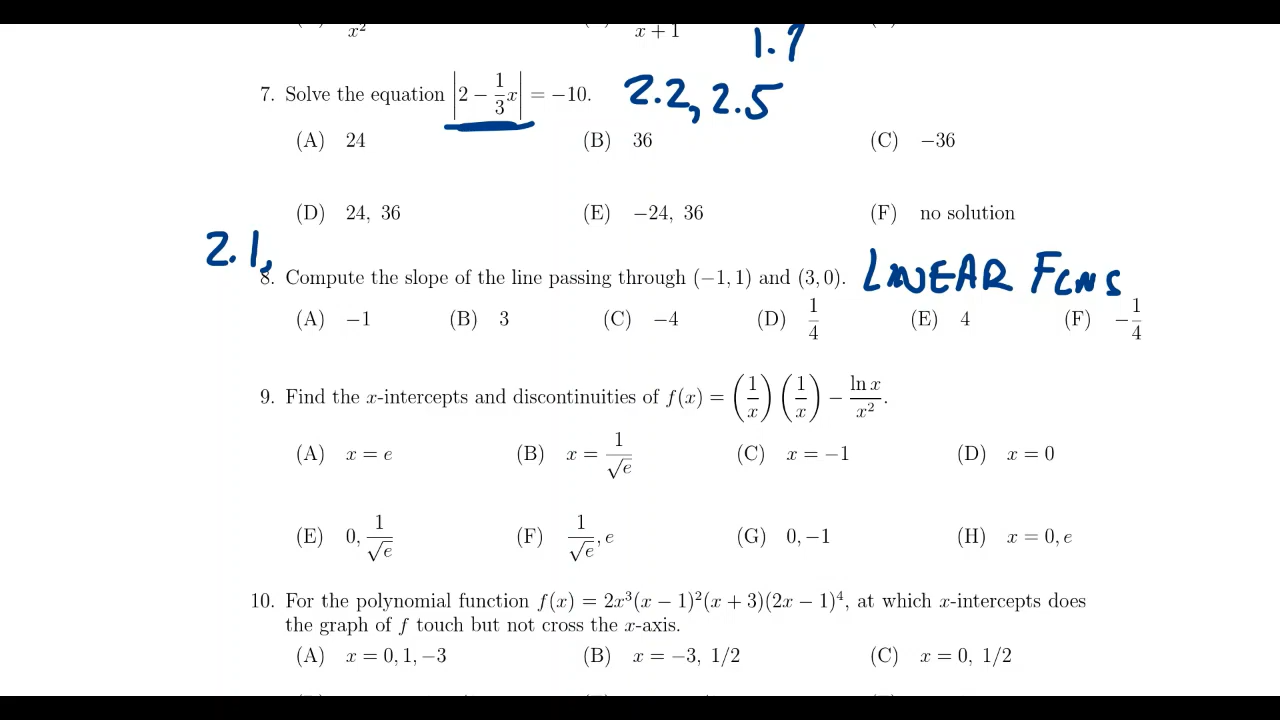 x² x + 1 1.9
7. Solve the equation |2 − 1/3 x| = −10. 2.2, 2.5
(A) 24 (B) 36 (C) −36
(D) 24, 36 (E) −24, 36 (F) no solution
2.1,
8. Compute the slope of the line passing through (−1, 1) and (3, 0). LINEAR FCNS
(A) −1 (B) 3 (C) −4 (D) 1/4 (E) 4 (F) −1/4
9. Find the x-intercepts and discontinuities of f(x) = (1/x)(1/x) − ln x/x².
(A) x = e (B) x = 1/√e (C) x = −1 (D) x = 0
(E) 0, 1/√e (F) 1/√e, e (G) 0, −1 (H) x = 0, e
10. For the polynomial function f(x) = 2x³(x − 1)²(x + 3)(2x − 1)⁴, at which x-intercepts does
the graph of f touch but not cross the x-axis.
(A) x = 0, 1, −3 (B) x = −3, 1/2 (C) x = 0, 1/2